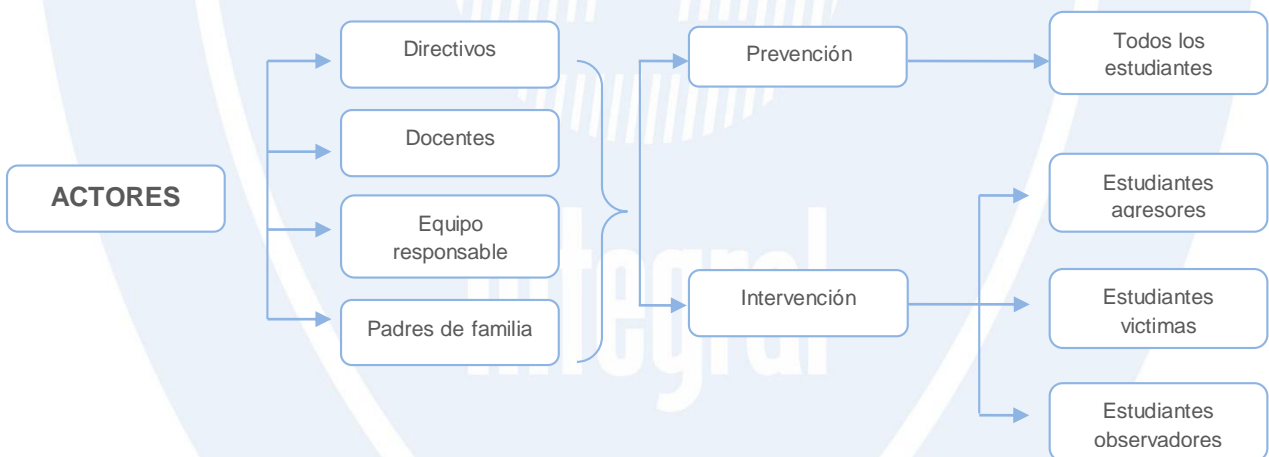 ACTORES
Directivos
Docentes
Equipo
responsable
Padres de familia
Prevención
Intervención
Todos los
estudiantes
Estudiantes
agresores
Estudiantes
victimas
Estudiantes
observadores
Integral